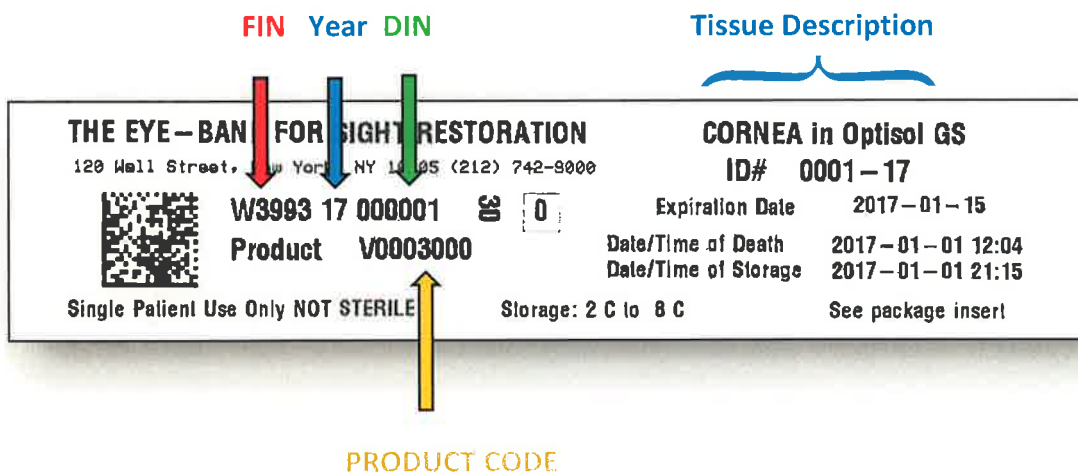 FIN Year DIN Tissue Description
THE EYE-BAN FOR SIGHT RESTORATION
120 Wall Street, New York, NY 10005 (212) 742-9000
W3993 17 000001 30 0
Product V0003000
Single Patient Use Only NOT STERILE
Storage: 2 C to 8 C
CORNEA in Optisol GS
ID# 0001-17
Expiration Date 2017-01-15
Date/Time of Death 2017-01-01 12:04
Date/Time of Storage 2017-01-01 21:15
See package insert
PRODUCT CODE